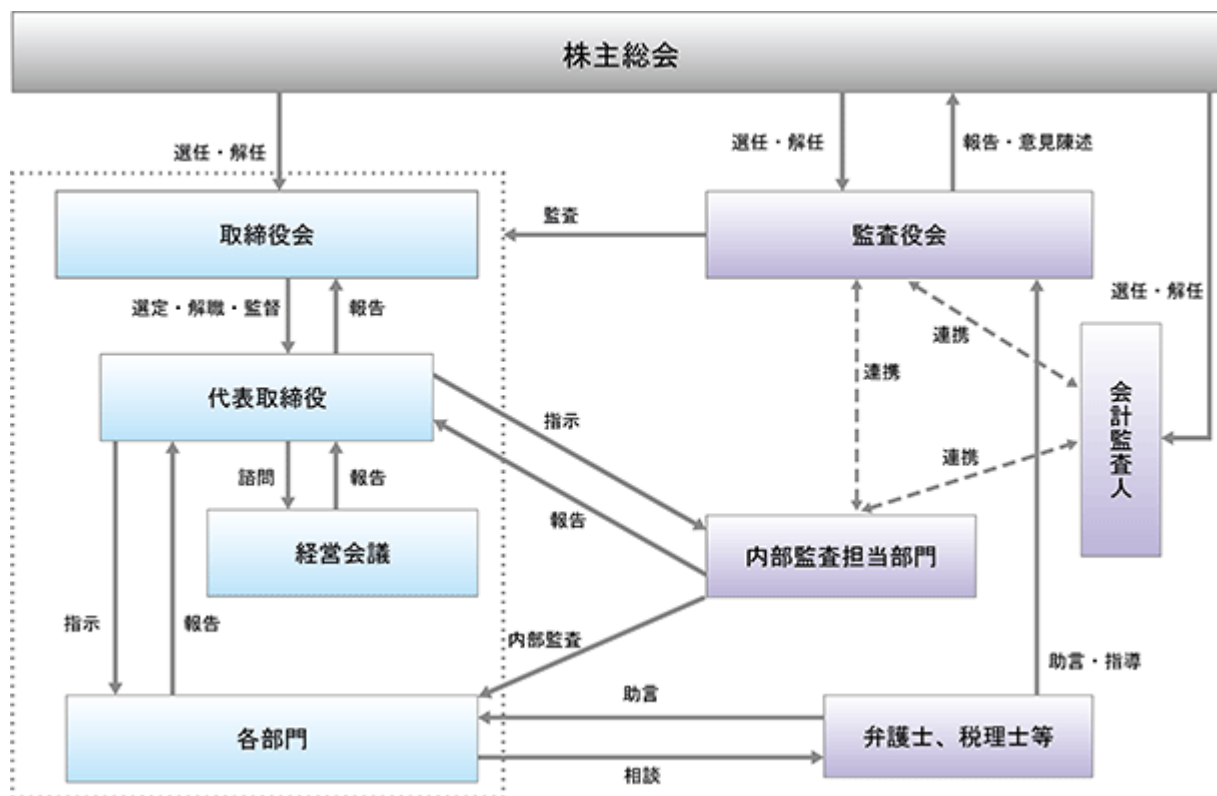 株主総会
選任・解任
選任・解任
報告・意見陳述
取締役会
監査
監査役会
選任・解任
選定・解職・監督
報告
連携
連携
代表取締役
会計監査人
指示
連携
諮問
報告
報告
経営会議
内部監査担当部門
指示
報告
内部監査
助言・指導
助言
各部門
弁護士、税理士等
相談